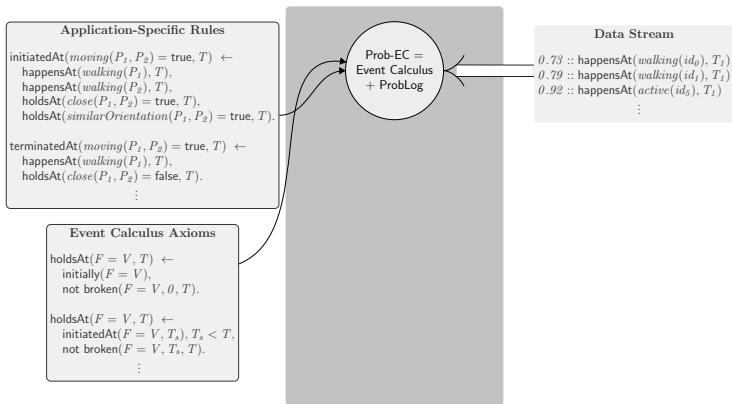 Application-Specific Rules
initiatedAt(moving(P₁, P₂) = true, T) ←
happensAt(walking(P₁), T),
happensAt(walking(P₂), T),
holdsAt(close(P₁, P₂) = true, T),
holdsAt(similarOrientation(P₁, P₂) = true, T).
terminatedAt(moving(P₁, P₂) = true, T) ←
happensAt(walking(P₁), T),
holdsAt(close(P₁, P₂) = false, T).
⋮
Event Calculus Axioms
holdsAt(F = V, T) ←
initially(F = V),
not broken(F = V, 0, T).
holdsAt(F = V, T) ←
initiatedAt(F = V, Tₛ), Tₛ < T,
not broken(F = V, Tₛ, T).
⋮
Prob-EC =
Event Calculus
+ ProbLog
Data Stream
0.73 :: happensAt(walking(id₀), T₁)
0.79 :: happensAt(walking(id₁), T₁)
0.92 :: happensAt(active(id₅), T₁)
⋮